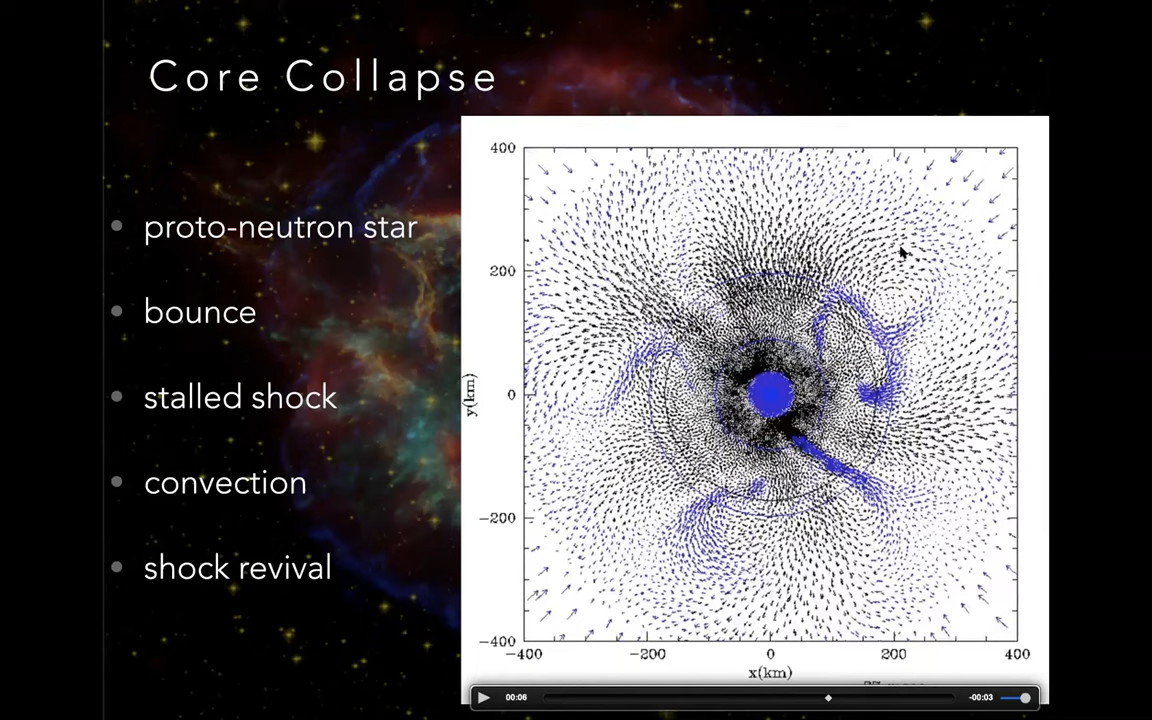 Core Collapse
proto-neutron star
bounce
stalled shock
convection
shock revival
400
200
0
−200
−400
y(km)
−400 −200 0 200 400
x(km)
00:06 -00:03